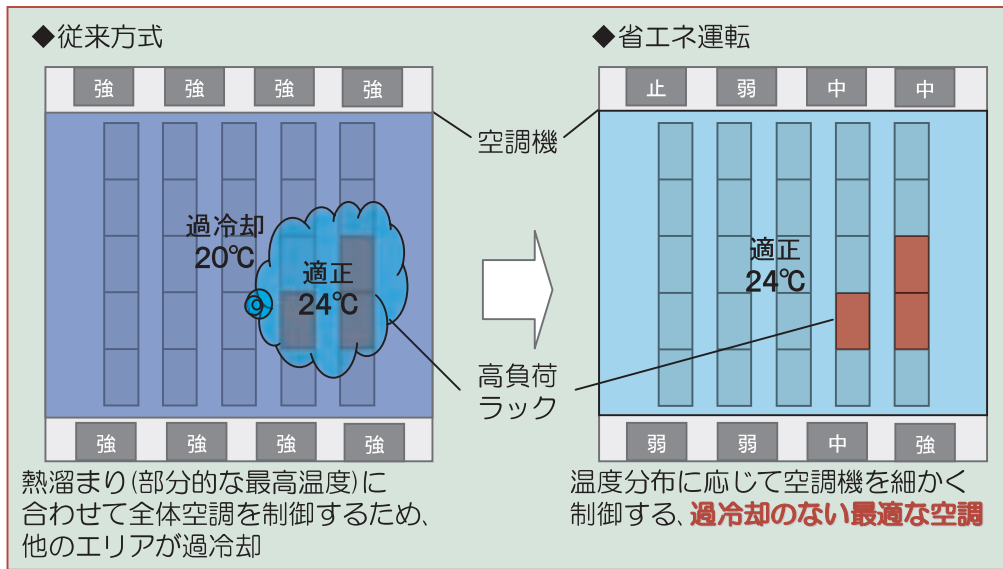 ◆従来方式
強 強 強 強
過冷却
20℃
適正
24℃
強 強 強 強
熱溜まり(部分的な最高温度)に
合わせて全体空調を制御するため、
他のエリアが過冷却
空調機
高負荷
ラック
◆省エネ運転
止 弱 中 中
適正
24℃
弱 弱 中 強
温度分布に応じて空調機を細かく
制御する、過冷却のない最適な空調